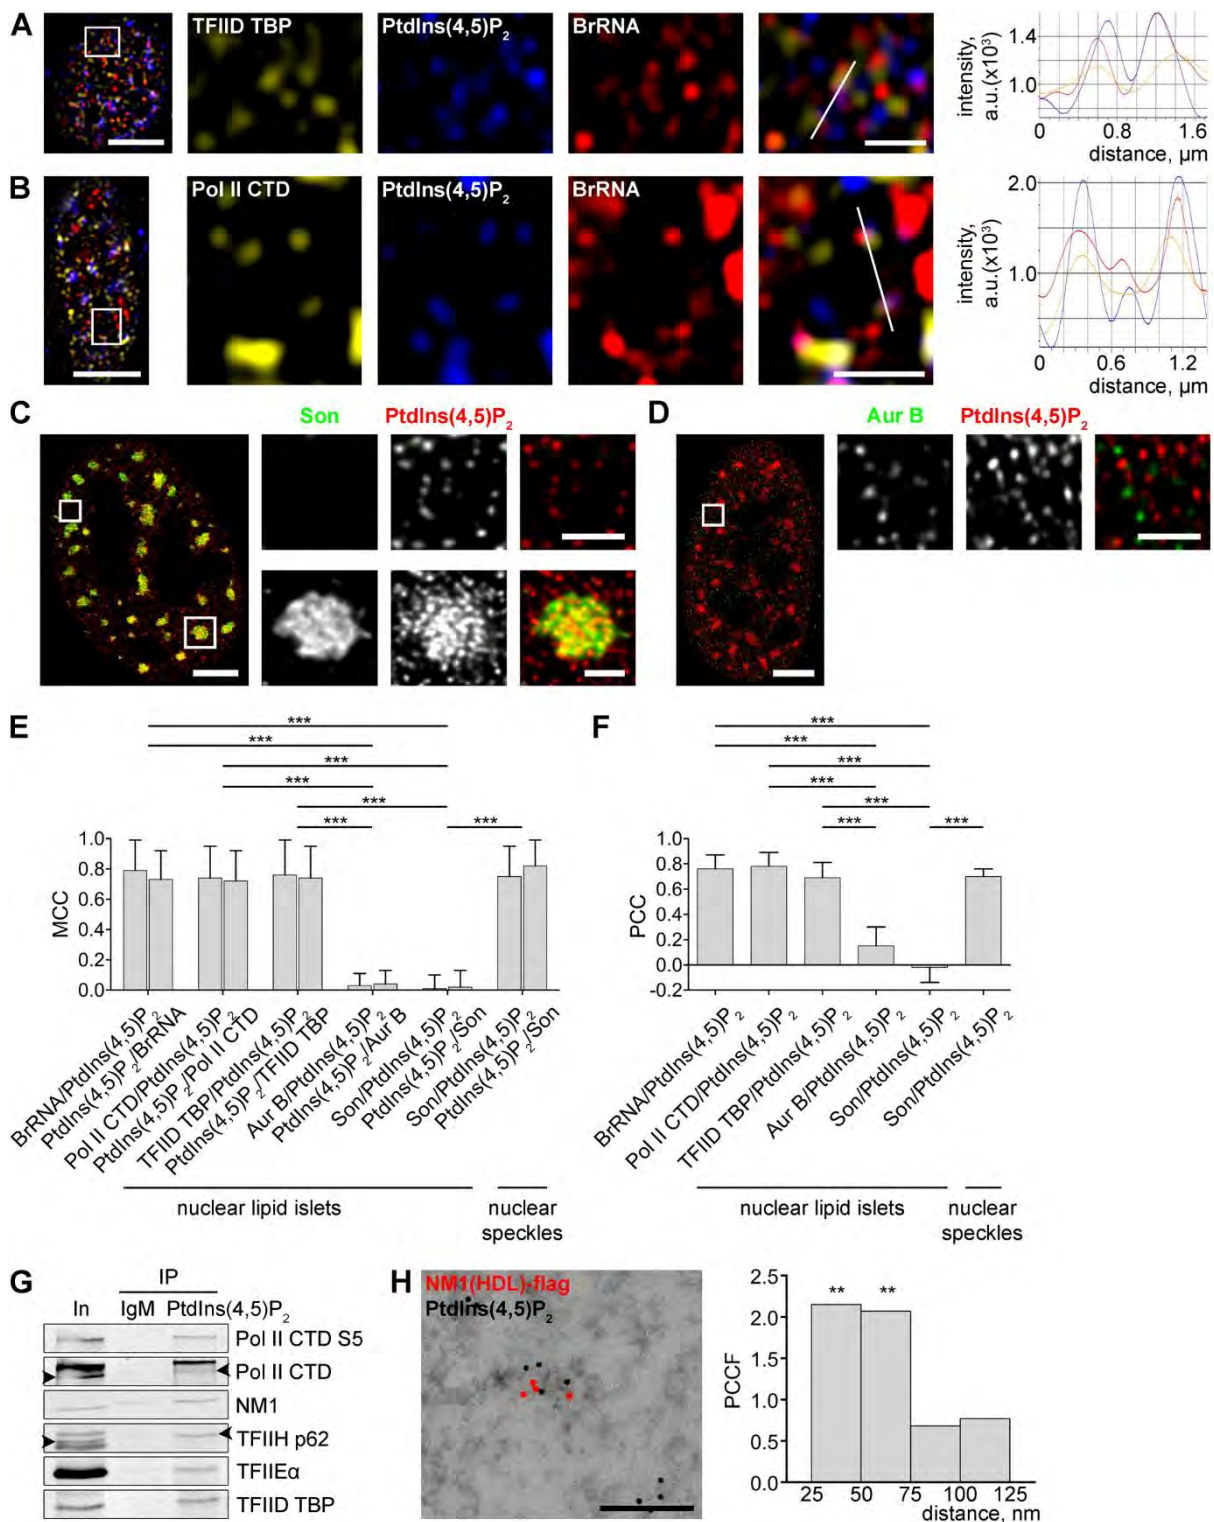 A
TFIID TBP
PtdIns(4,5)P2
BrRNA
intensity, a.u.(x10³)
1.4
1.0
0 0.8 1.6
distance, µm
B
Pol II CTD
PtdIns(4,5)P2
BrRNA
intensity, a.u.(x10³)
2.0
1.0
0 0.6 1.2
distance, µm
C
Son
PtdIns(4,5)P2
D
Aur B
PtdIns(4,5)P2
E
***
***
***
***
***
***
***
MCC
1.0
0.8
0.6
0.4
0.2
0.0
BrRNA/PtdIns(4,5)P2
PtdIns(4,5)P2/BrRNA
Pol II CTD/PtdIns(4,5)P2
PtdIns(4,5)P2/Pol II CTD
TFIID TBP/PtdIns(4,5)P2
PtdIns(4,5)P2/TFIID TBP
Aur B/PtdIns(4,5)P2
PtdIns(4,5)P2/Aur B
Son/PtdIns(4,5)P2
PtdIns(4,5)P2/Son
Son/PtdIns(4,5)P2
PtdIns(4,5)P2/Son
nuclear lipid islets
nuclear
speckles
F
***
***
***
***
***
***
***
PCC
1.0
0.8
0.6
0.4
0.2
0.0
-0.2
BrRNA/PtdIns(4,5)P2
Pol II CTD/PtdIns(4,5)P2
TFIID TBP/PtdIns(4,5)P2
Aur B/PtdIns(4,5)P2
Son/PtdIns(4,5)P2
Son/PtdIns(4,5)P2
nuclear lipid islets
nuclear
speckles
G
IP
In IgM PtdIns(4,5)P2
Pol II CTD S5
Pol II CTD
NM1
TFIIH p62
TFIIEα
TFIID TBP
H
NM1(HDL)-flag
PtdIns(4,5)P2
PCCF
2.5
2.0
1.5
1.0
0.5
0.0
** **
25 50 75 100 125
distance, nm